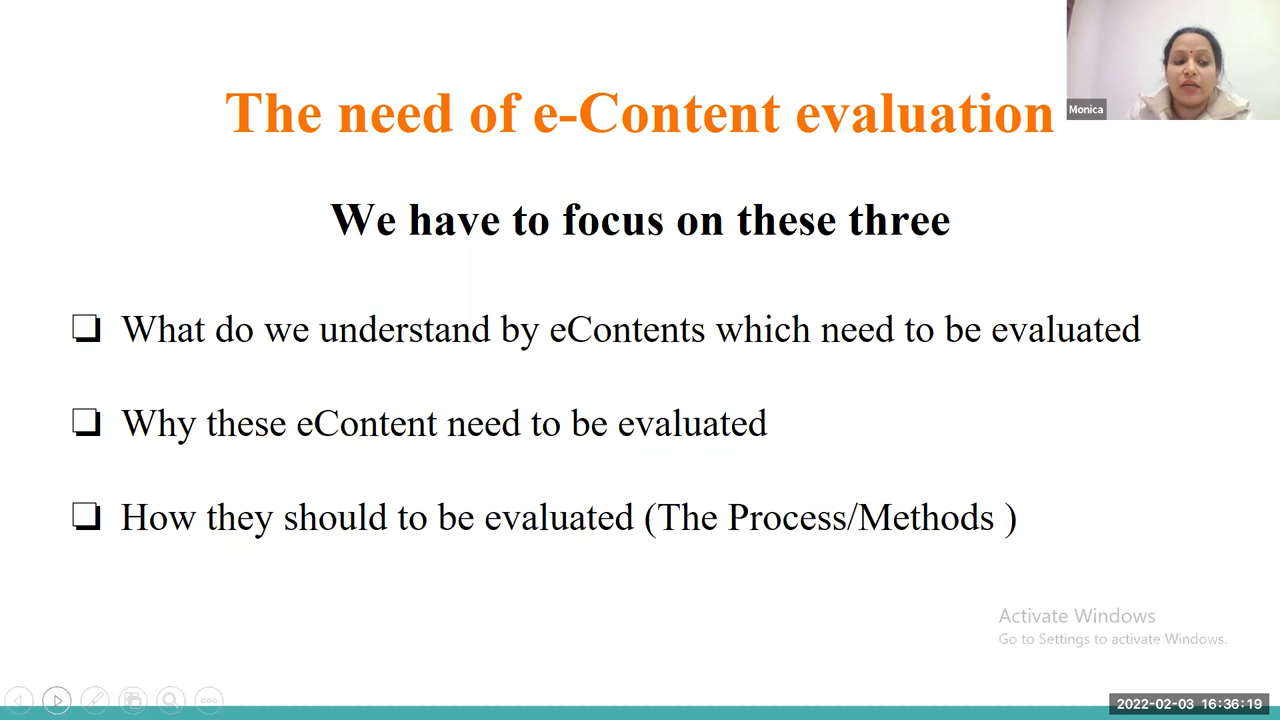 The need of e-Content evaluation
Monica
We have to focus on these three
❑ What do we understand by eContents which need to be evaluated
❑ Why these eContent need to be evaluated
❑ How they should to be evaluated (The Process/Methods )
Activate Windows
Go to Settings to activate Windows.
2022-02-03 16:36:19